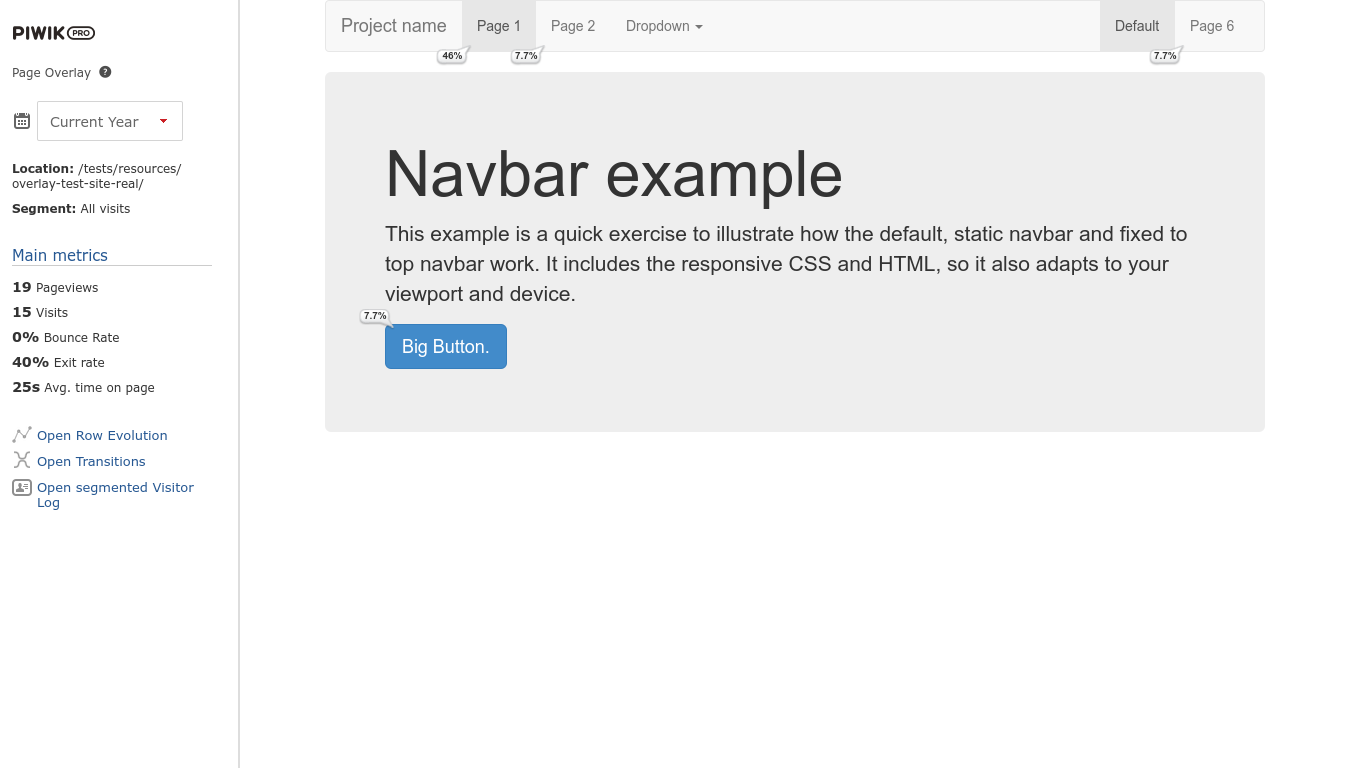 PIWIK PRO
Page Overlay ?
Current Year
Location: /tests/resources/
overlay-test-site-real/
Segment: All visits
Main metrics
19 Pageviews
15 Visits
0% Bounce Rate
40% Exit rate
25s Avg. time on page
Open Row Evolution
Open Transitions
Open segmented Visitor
Log
Project name Page 1 Page 2 Dropdown Default Page 6
46% 7.7% 7.7%
Navbar example
This example is a quick exercise to illustrate how the default, static navbar and fixed to
top navbar work. It includes the responsive CSS and HTML, so it also adapts to your
viewport and device.
7.7%
Big Button.